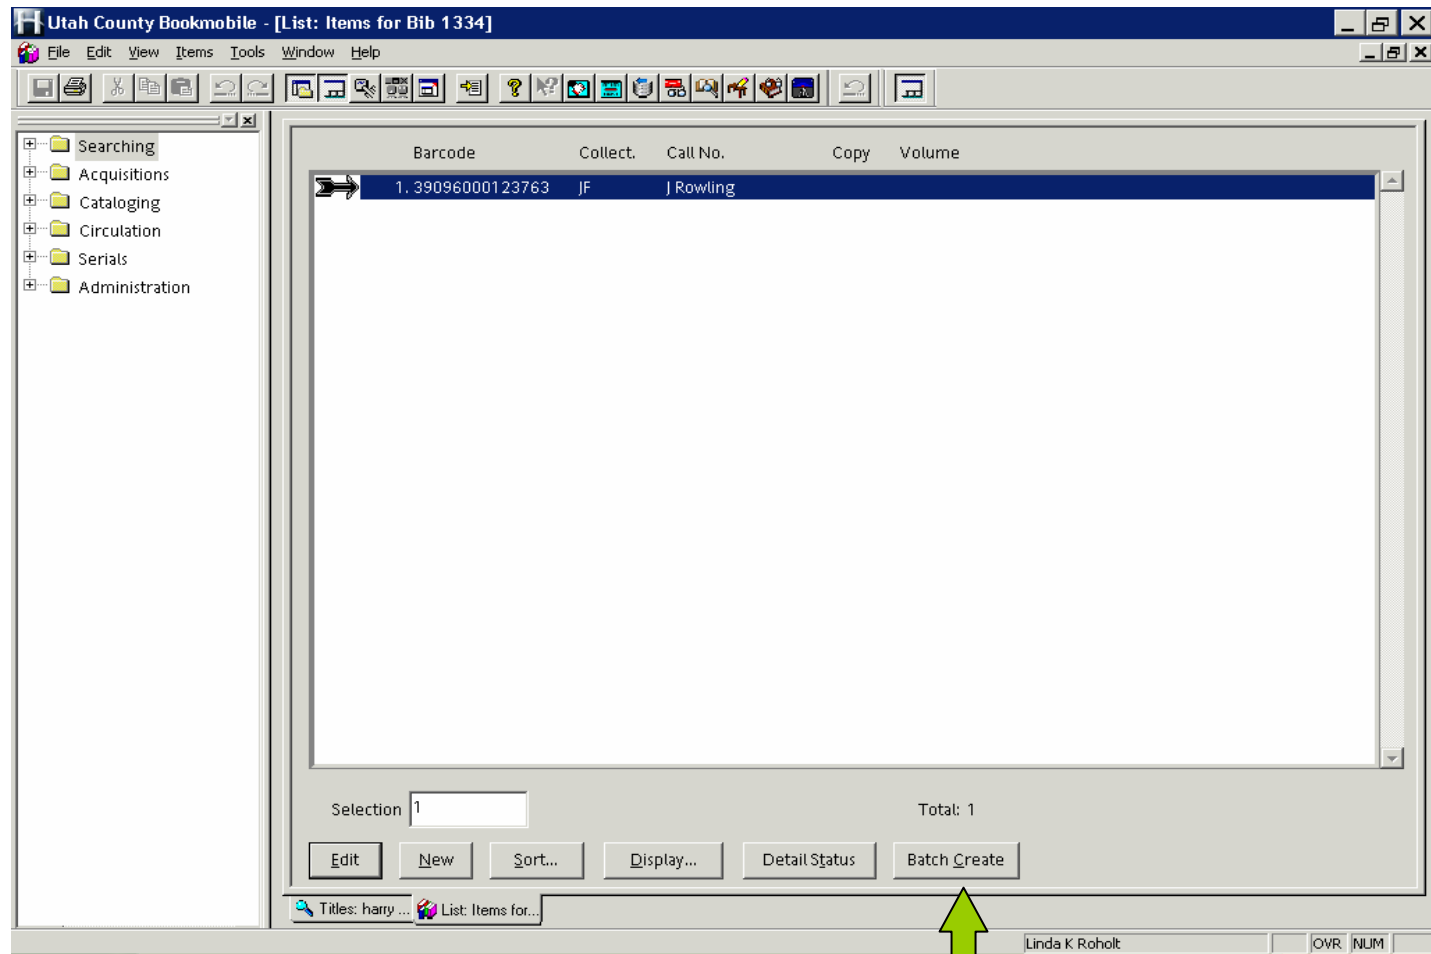 Utah County Bookmobile - [List: Items for Bib 1334]
File Edit View Items Tools Window Help
Searching
Acquisitions
Cataloging
Circulation
Serials
Administration
Barcode Collect. Call No. Copy Volume
1. 39096000123763 JF J Rowling
Selection 1 Total: 1
Edit New Sort... Display... Detail Status Batch Create
Titles: harry ... List: Items for...
Linda K Roholt OVR NUM